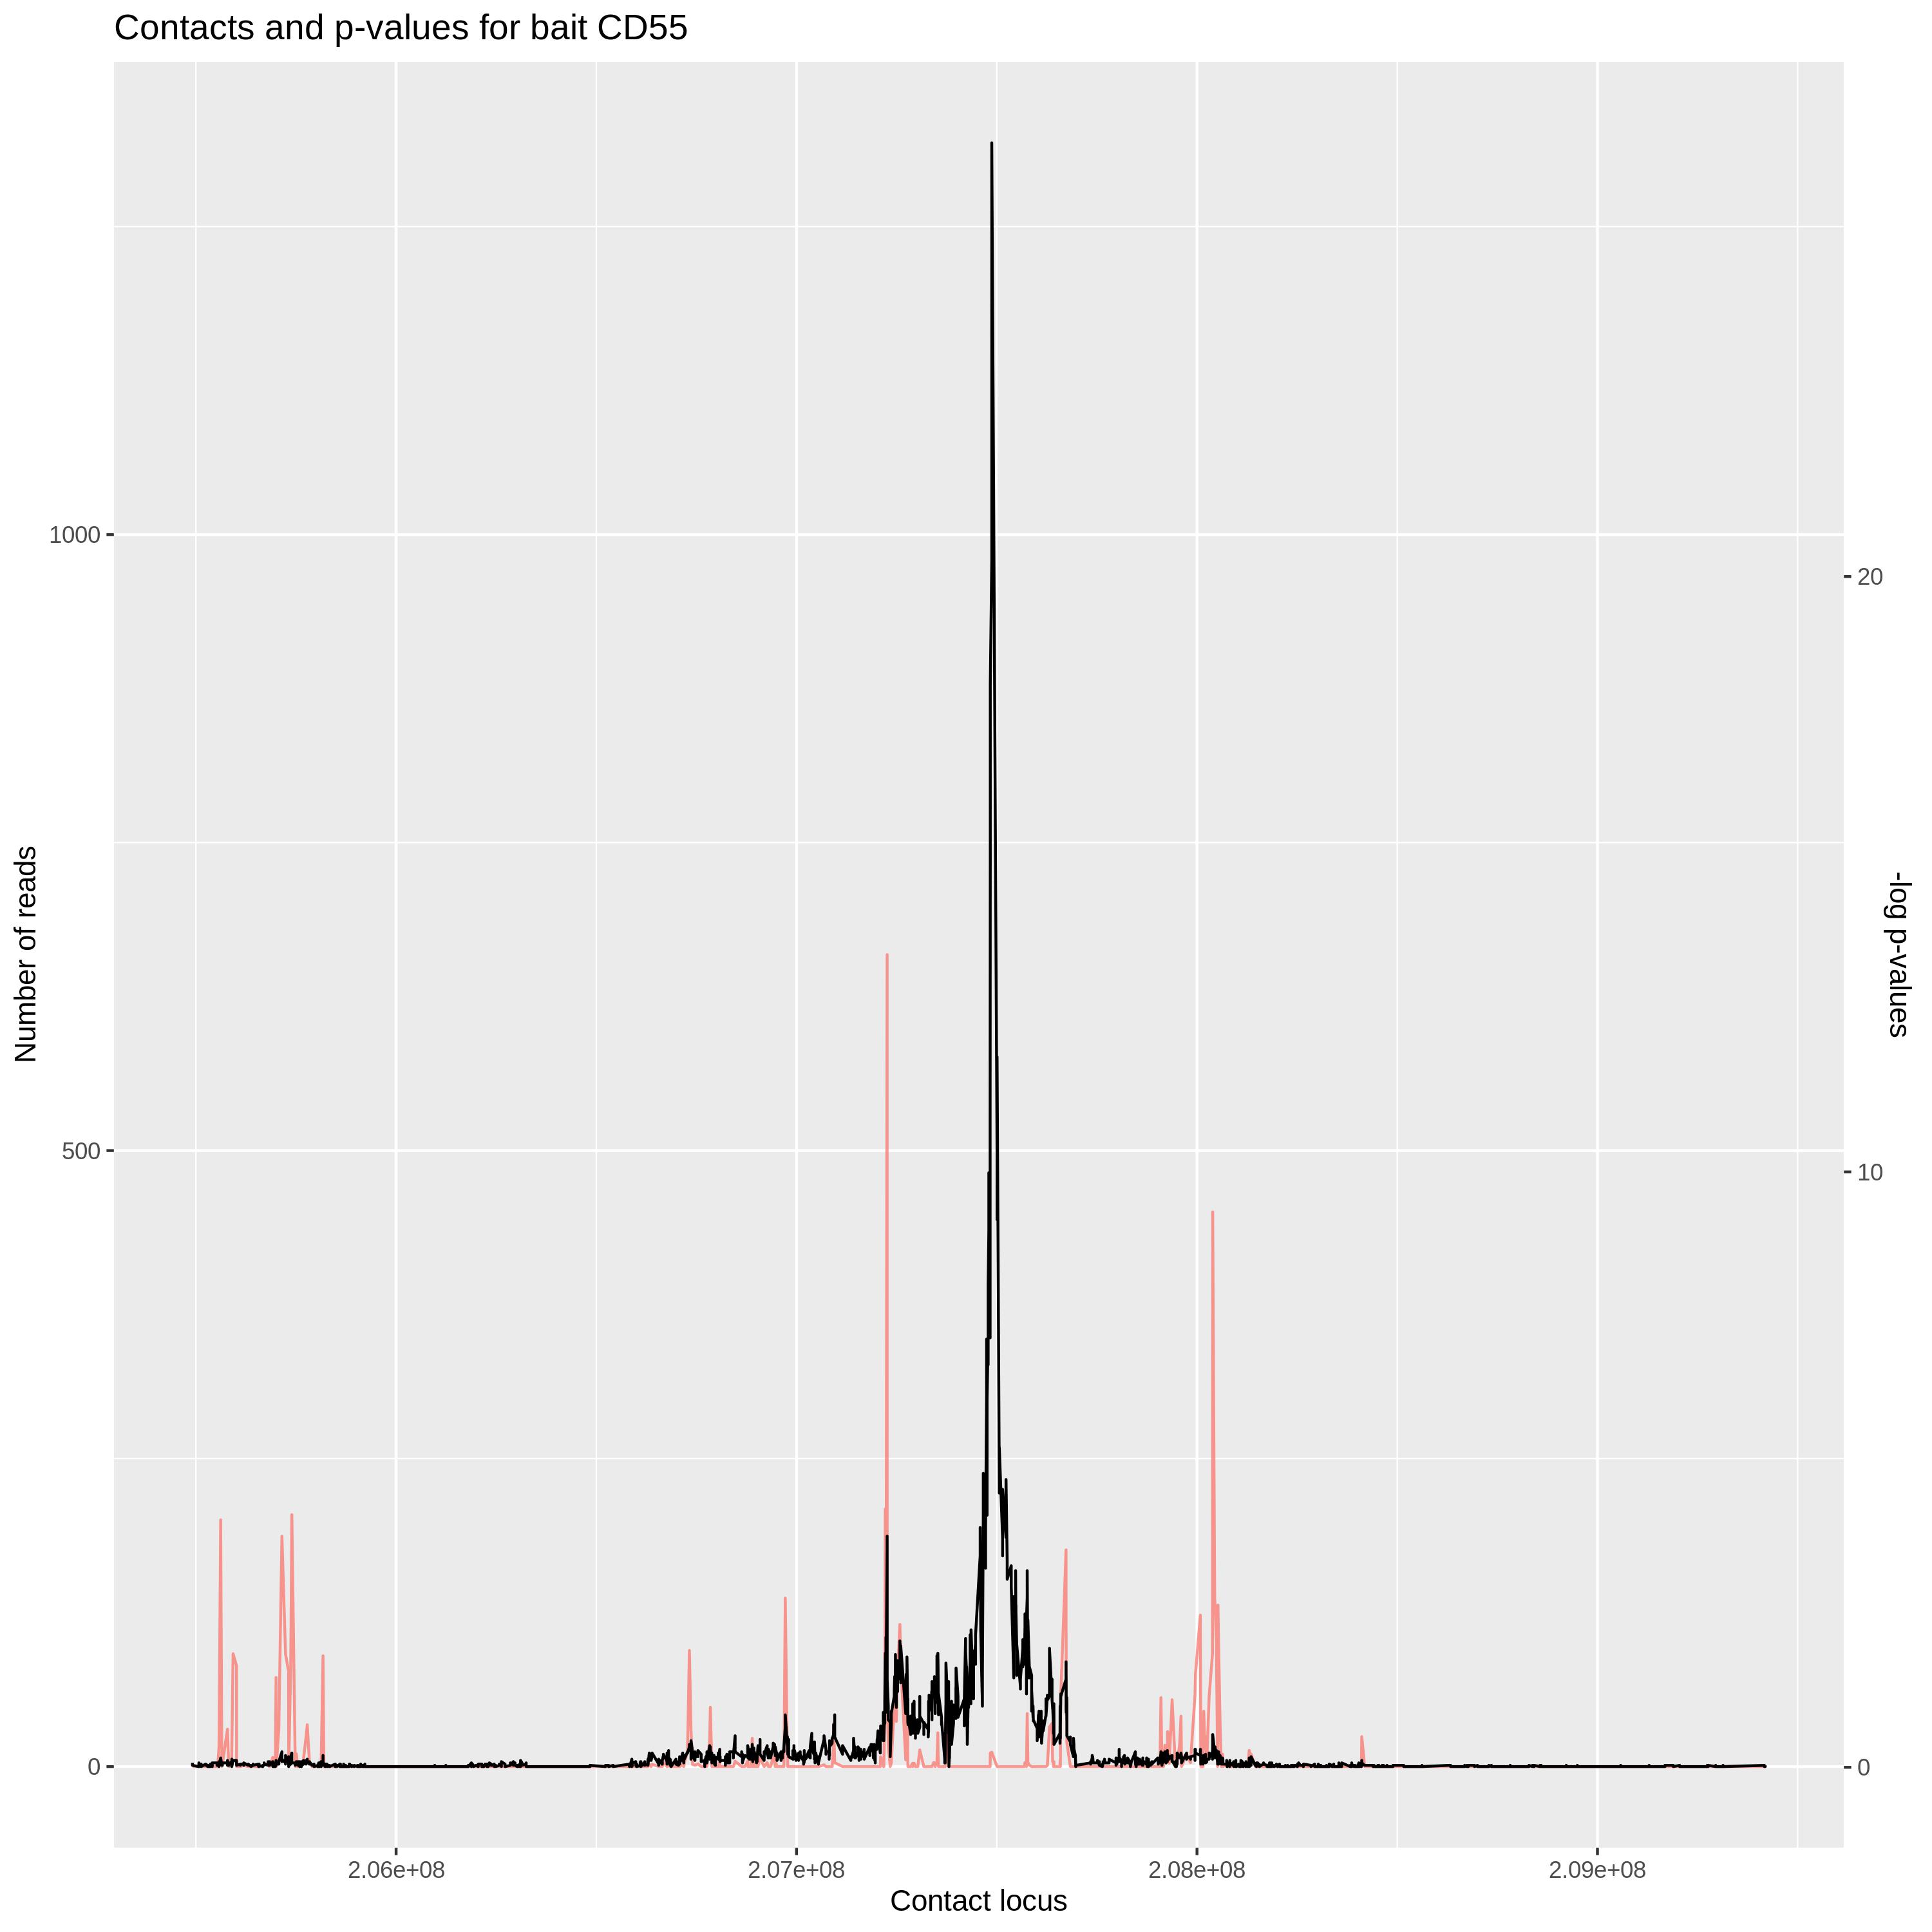 Contacts and p-values for bait CD55
Number of reads
1000
500
0
-log p-values
20
10
0
2.06e+08 2.07e+08 2.08e+08 2.09e+08
Contact locus